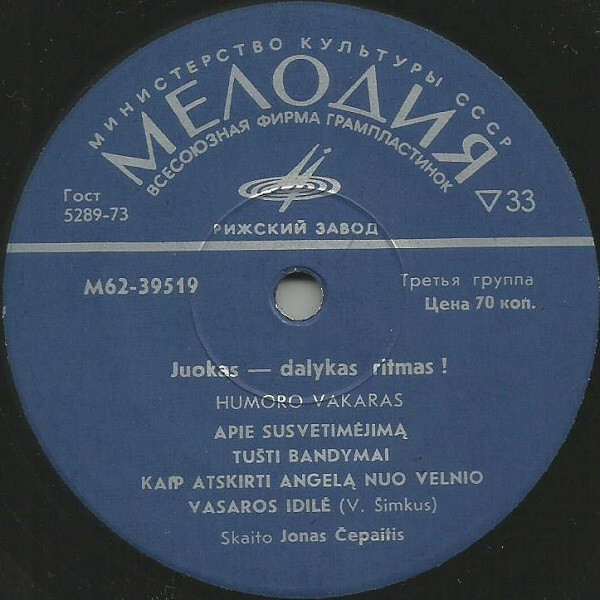 МИНИСТЕРСТВО КУЛЬТУРЫ СССР
МЕЛОДИЯ
ВСЕСОЮЗНАЯ ФИРМА ГРАМПЛАСТИНОК
Гост
5289-73
▽33
РИЖСКИЙ ЗАВОД
М62-39519
Третья группа
Цена 70 коп.
Juokas — dalykas ritmas !
HUMORO VAKARAS
APIE SUSVETIMĖJIMĄ
TUŠTI BANDYMAI
KAIP ATSKIRTI ANGELĄ NUO VELNIO
VASAROS IDILĖ (V. Šimkus)
Skaito Jonas Čepaitis